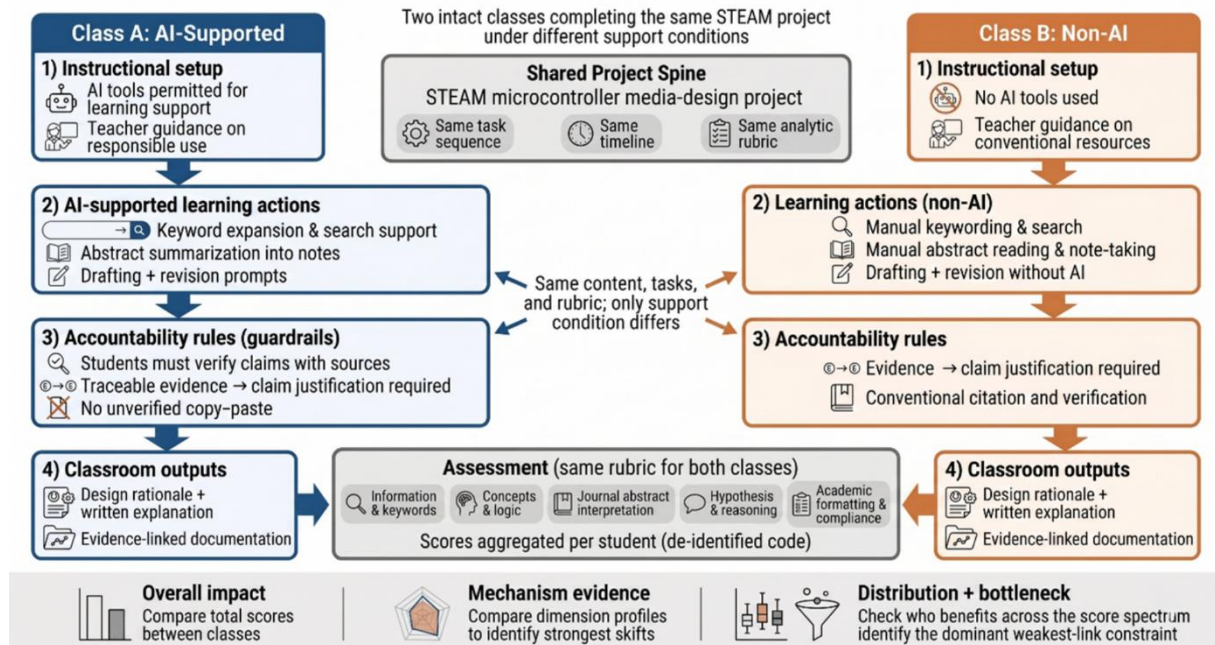 Two intact classes completing the same STEAM project
under different support conditions
Class A: AI-Supported
1) Instructional setup
AI tools permitted for
learning support
Teacher guidance on
responsible use
Shared Project Spine
STEAM microcontroller media-design project
Same task
sequence
Same
timeline
Same analytic
rubric
Class B: Non-AI
1) Instructional setup
No AI tools used
Teacher guidance on
conventional resources
2) AI-supported learning actions
Keyword expansion & search support
Abstract summarization into notes
Drafting + revision prompts
2) Learning actions (non-AI)
Manual keywording & search
Manual abstract reading & note-taking
Drafting + revision without AI
Same content, tasks,
and rubric; only support
condition differs
3) Accountability rules (guardrails)
Students must verify claims with sources
Traceable evidence → claim justification required
No unverified copy-paste
3) Accountability rules
Evidence → claim justification required
Conventional citation and verification
4) Classroom outputs
Design rationale +
written explanation
Evidence-linked documentation
Assessment (same rubric for both classes)
Information
& keywords
Concepts
& logic
Journal abstract
interpretation
Hypothesis
& reasoning
Academic
formatting &
compliance
Scores aggregated per student (de-identified code)
4) Classroom outputs
Design rationale +
written explanation
Evidence-linked documentation
Overall impact
Compare total scores
between classes
Mechanism evidence
Compare dimension profiles
to identify strongest skifts
Distribution + bottleneck
Check who benefits across the score spectrum
identify the dominant weakest-link constraint